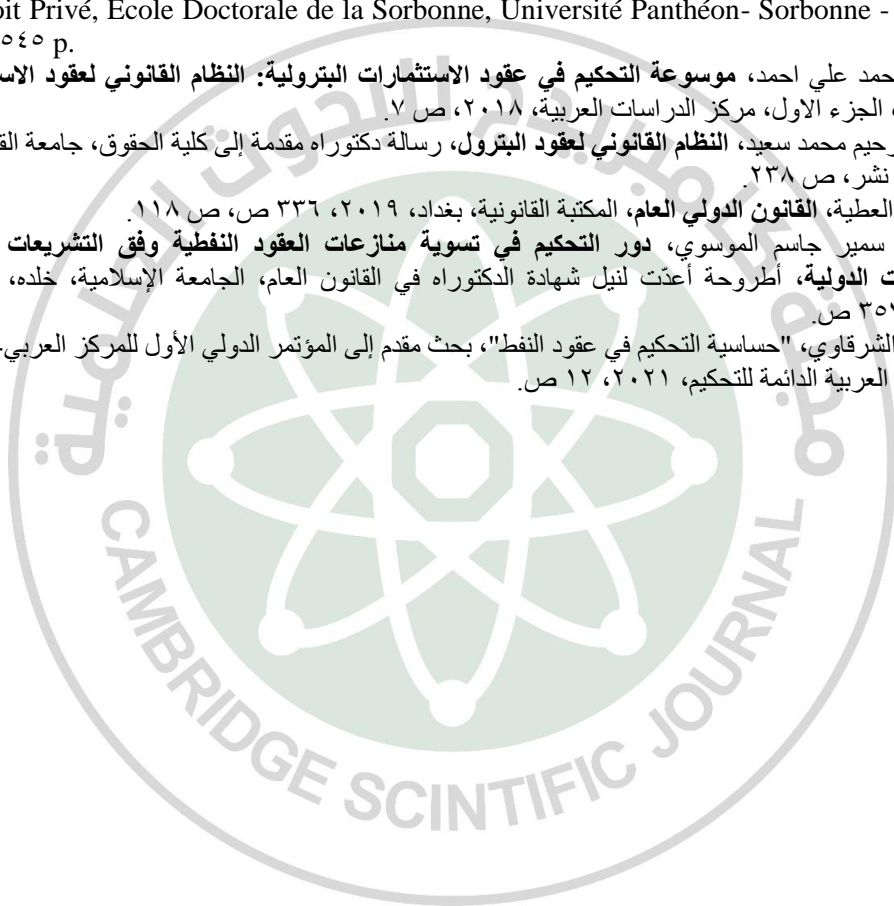 oit Privé, Ecole Doctorale de la Sorbonne, Université Panthéon- Sorbonne -
٥٤٥ p.
حمد علي احمد، موسوعة التحكيم في عقود الاستثمارات البترولية: النظام القانوني لعقود الاس
، الجزء الاول، مركز الدراسات العربية، ٢٠١٨، ص ٧.
رحيم محمد سعيد، النظام القانوني لعقود البترول، رسالة دكتوراه مقدمة إلى كلية الحقوق، جامعة الق
نشر، ص ٢٣٨.
العطية، القانون الدولي العام، المكتبة القانونية، بغداد، ٢٠١٩، ٣٣٦ ص، ص ١١٨.
سمير جاسم الموسوي، دور التحكيم في تسوية منازعات العقود النفطية وفق التشريعات
ت الدولية، أطروحة أعدّت لنيل شهادة الدكتوراه في القانون العام، الجامعة الإسلامية، خلده،
ص.
الشرقاوي، "حساسية التحكيم في عقود النفط"، بحث مقدم إلى المؤتمر الدولي الأول للمركز العربي-
العربية الدائمة للتحكيم، ٢٠٢١، ١٢ ص.
مجلة كامبريدج للبحوث العلمية
CAMBRIDGE SCINTIFIC JOURNAL